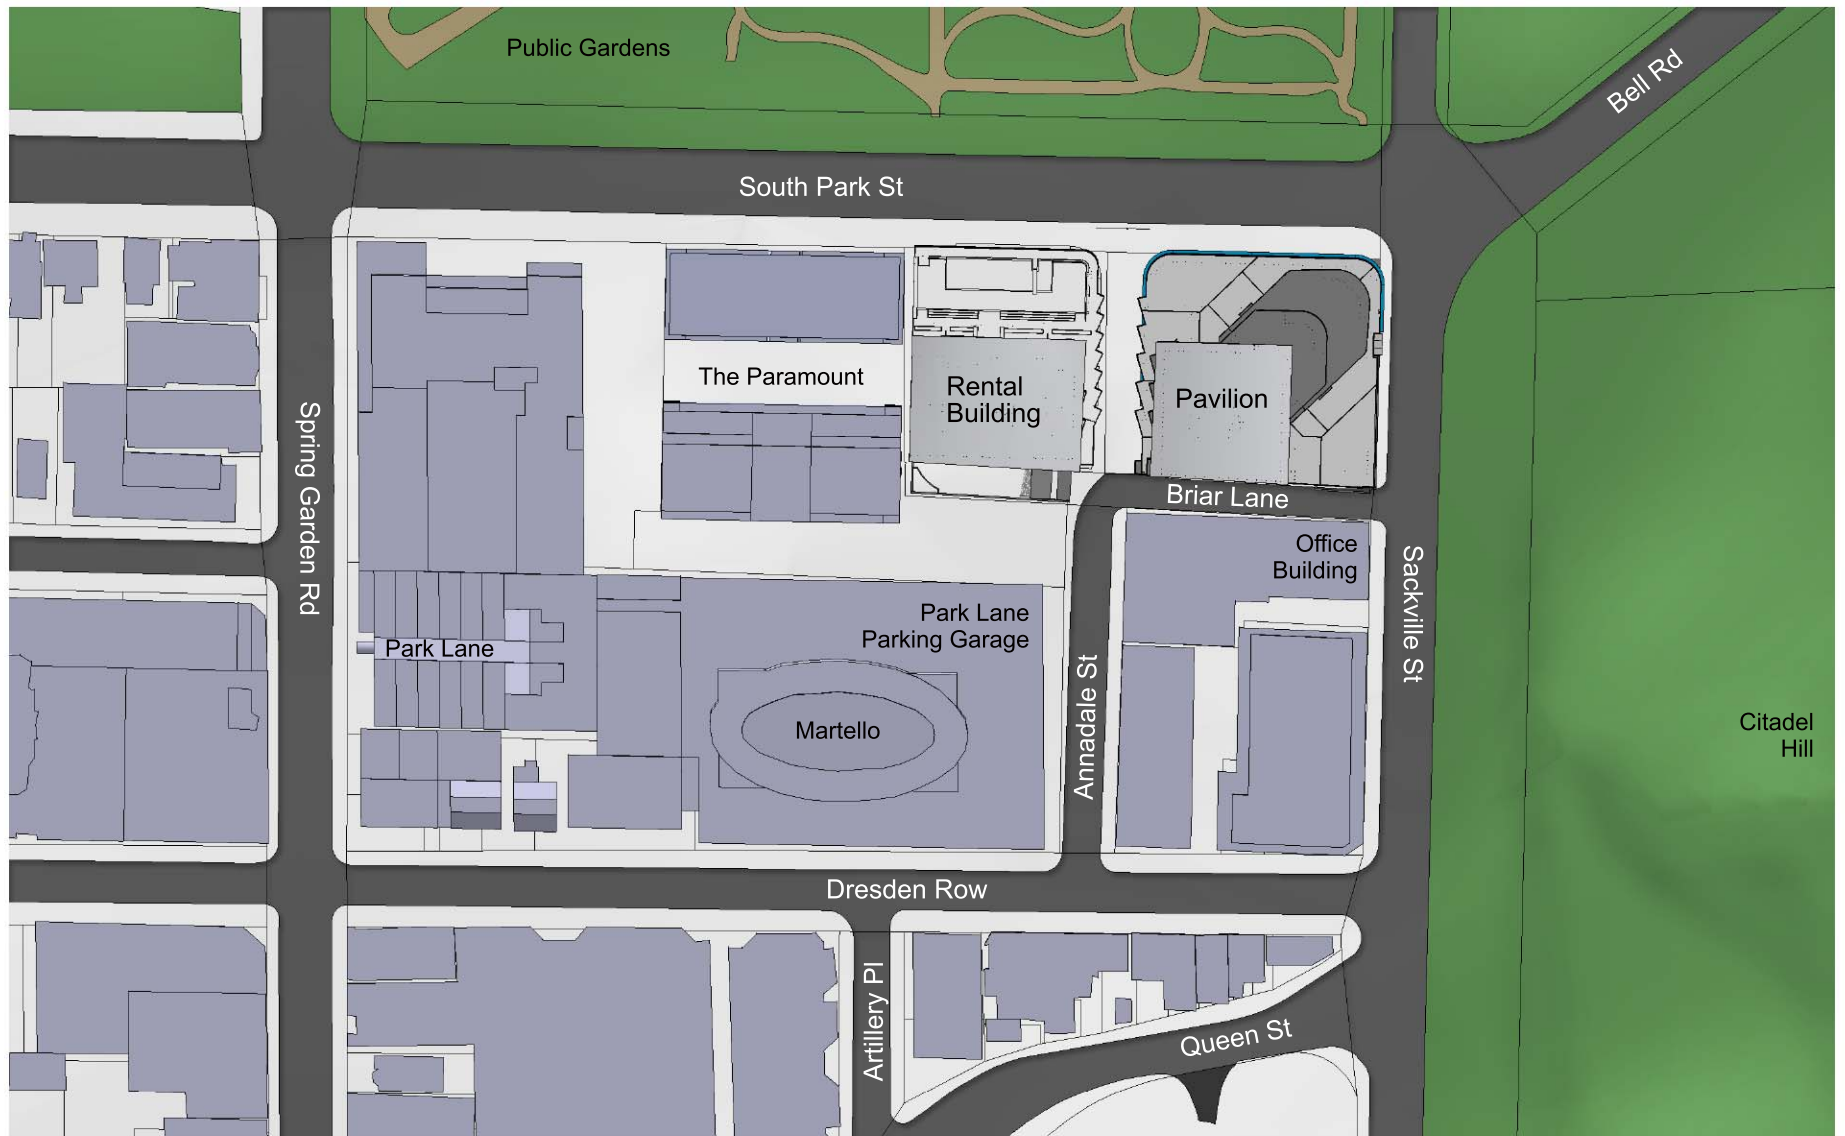 Public Gardens
Bell Rd
South Park St
The Paramount
Rental
Building
Pavilion
Spring Garden Rd
Briar Lane
Office
Building
Sackville St
Park Lane
Parking Garage
Park Lane
Annadale St
Martello
Citadel
Hill
Dresden Row
Artillery Pl
Queen St